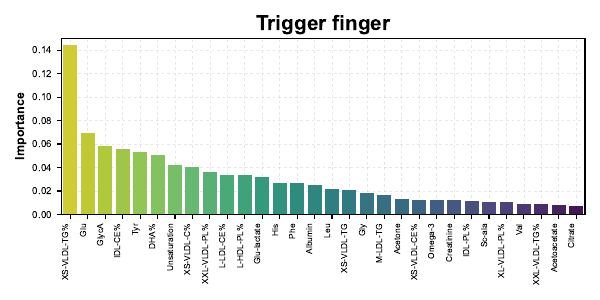 Trigger finger
Importance
0.14
0.12
0.10
0.08
0.06
0.04
0.02
0.00
XS-VLDL-TG%
Glu
GlycA
IDL-CE%
Tyr
DHA%
Unsaturation
XS-VLDL-C%
XXL-VLDL-PL%
L-LDL-CE%
L-HDL-PL%
Glu-lactate
His
Phe
Albumin
Leu
XS-VLDL-TG
Gly
M-LDL-TG
Acetone
XS-VLDL-CE%
Omega-3
Creatinine
IDL-PL%
Sc-ala
XL-VLDL-PL%
Val
XXL-VLDL-TG%
Acetoacetate
Citrate